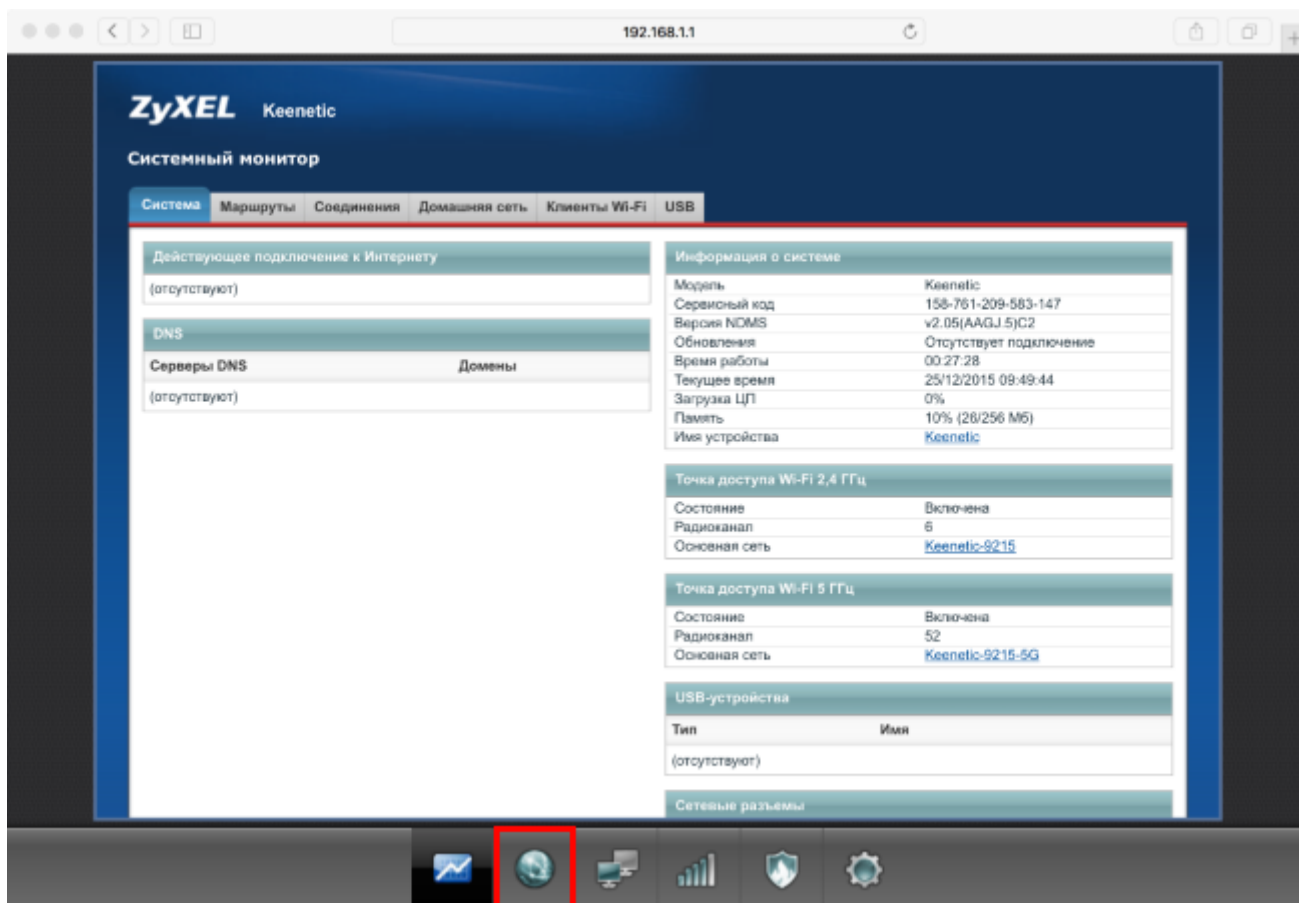 192.168.1.1
ZyXEL Keenetic
Системный монитор
Система Маршруты Соединения Домашняя сеть Клиенты Wi-Fi USB
Действующее подключение к Интернету
(отсутствуют)
DNS
Серверы DNS Домены
(отсутствуют)
Информация о системе
Модель Keenetic
Сервисный код 158-761-209-583-147
Версия NDMS v2.05(AAGJ.5)C2
Обновления Отсутствует подключение
Время работы 00:27:28
Текущее время 25/12/2015 09:49:44
Загрузка ЦП 0%
Память 10% (26/256 Мб)
Имя устройства Keenetic
Точка доступа Wi-Fi 2,4 ГГц
Состояние Включена
Радиоканал 6
Основная сеть Keenetic-9215
Точка доступа Wi-Fi 5 ГГц
Состояние Включена
Радиоканал 52
Основная сеть Keenetic-9215-5G
USB-устройства
Тип Имя
(отсутствуют)
Сетевые разъемы